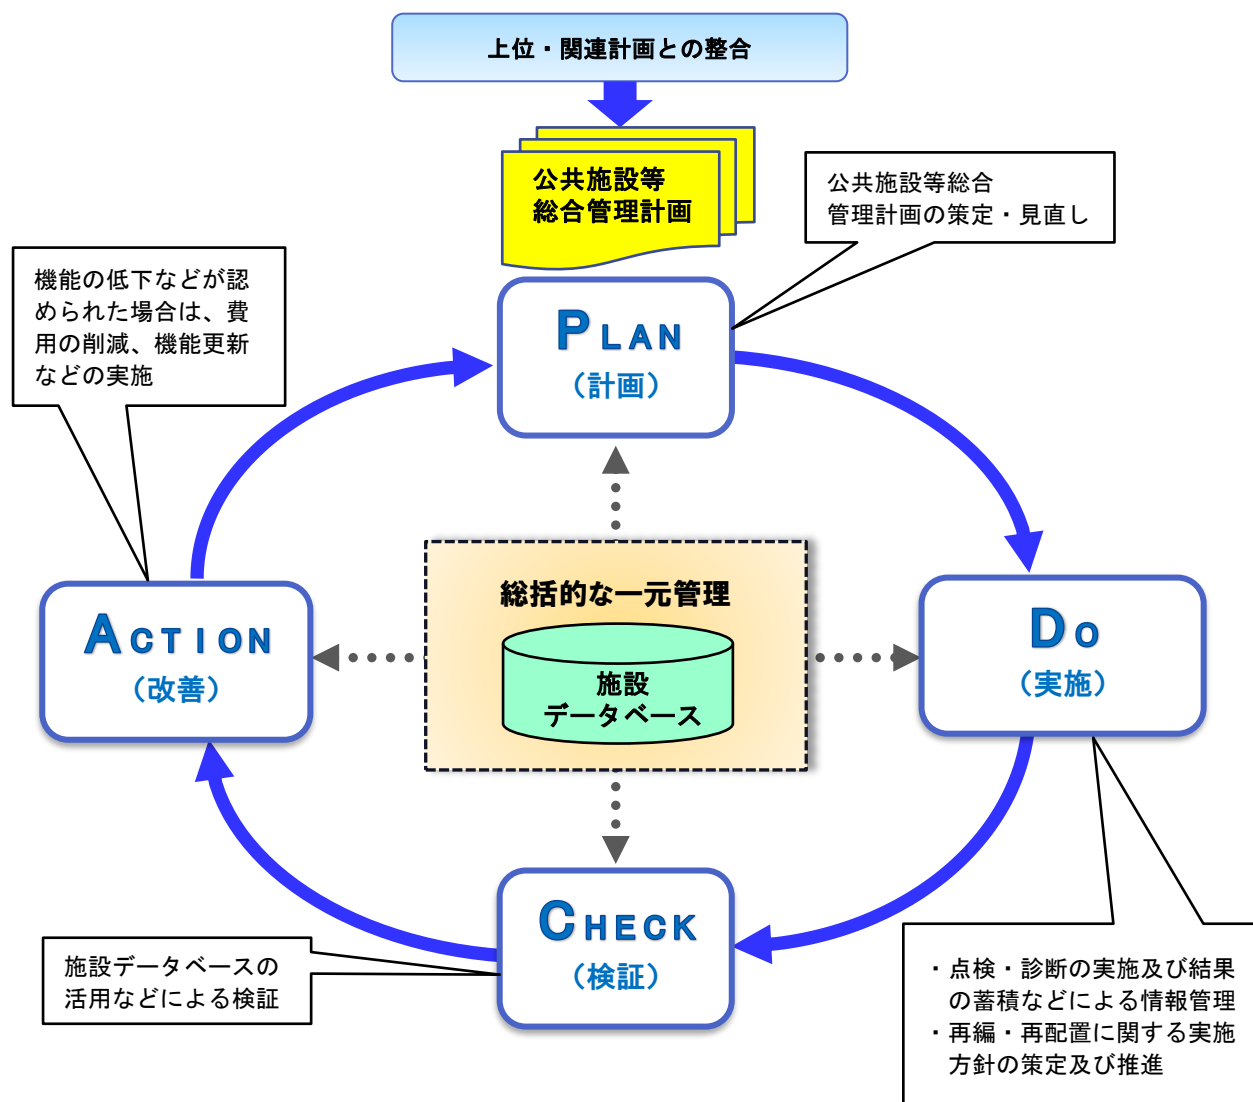 上位・関連計画との整合
公共施設等
総合管理計画
公共施設等総合
管理計画の策定・見直し
機能の低下などが認
められた場合は、費
用の削減、機能更新
などの実施
PLAN
（計画）
総括的な一元管理
施設
データベース
ACTION
（改善）
DO
（実施）
CHECK
（検証）
施設データベースの
活用などによる検証
・点検・診断の実施及び結果
の蓄積などによる情報管理
・再編・再配置に関する実施
方針の策定及び推進